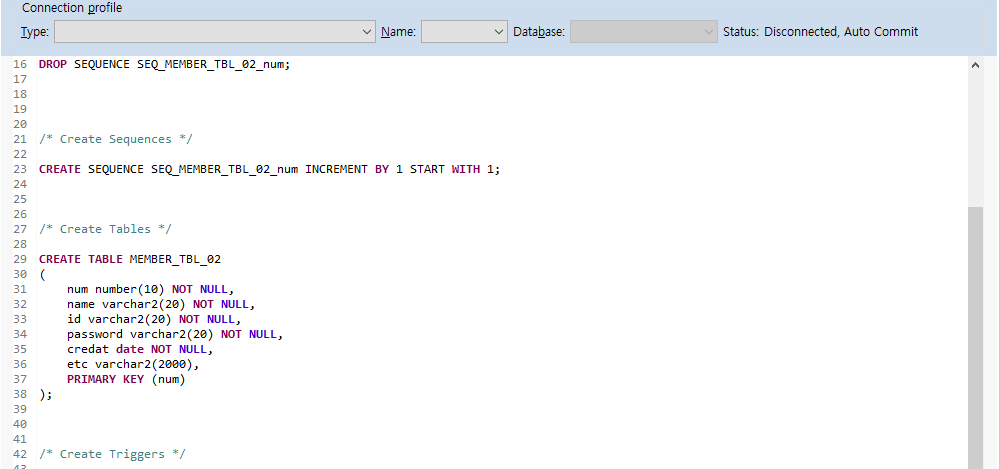 Connection profile
Type: Name: Database: Status: Disconnected, Auto Commit
16 DROP SEQUENCE SEQ_MEMBER_TBL_02_num;
17
18
19
20
21 /* Create Sequences */
22
23 CREATE SEQUENCE SEQ_MEMBER_TBL_02_num INCREMENT BY 1 START WITH 1;
24
25
26
27 /* Create Tables */
28
29 CREATE TABLE MEMBER_TBL_02
30 (
31 num number(10) NOT NULL,
32 name varchar2(20) NOT NULL,
33 id varchar2(20) NOT NULL,
34 password varchar2(20) NOT NULL,
35 credat date NOT NULL,
36 etc varchar2(2000),
37 PRIMARY KEY (num)
38 );
39
40
41
42 /* Create Triggers */
43